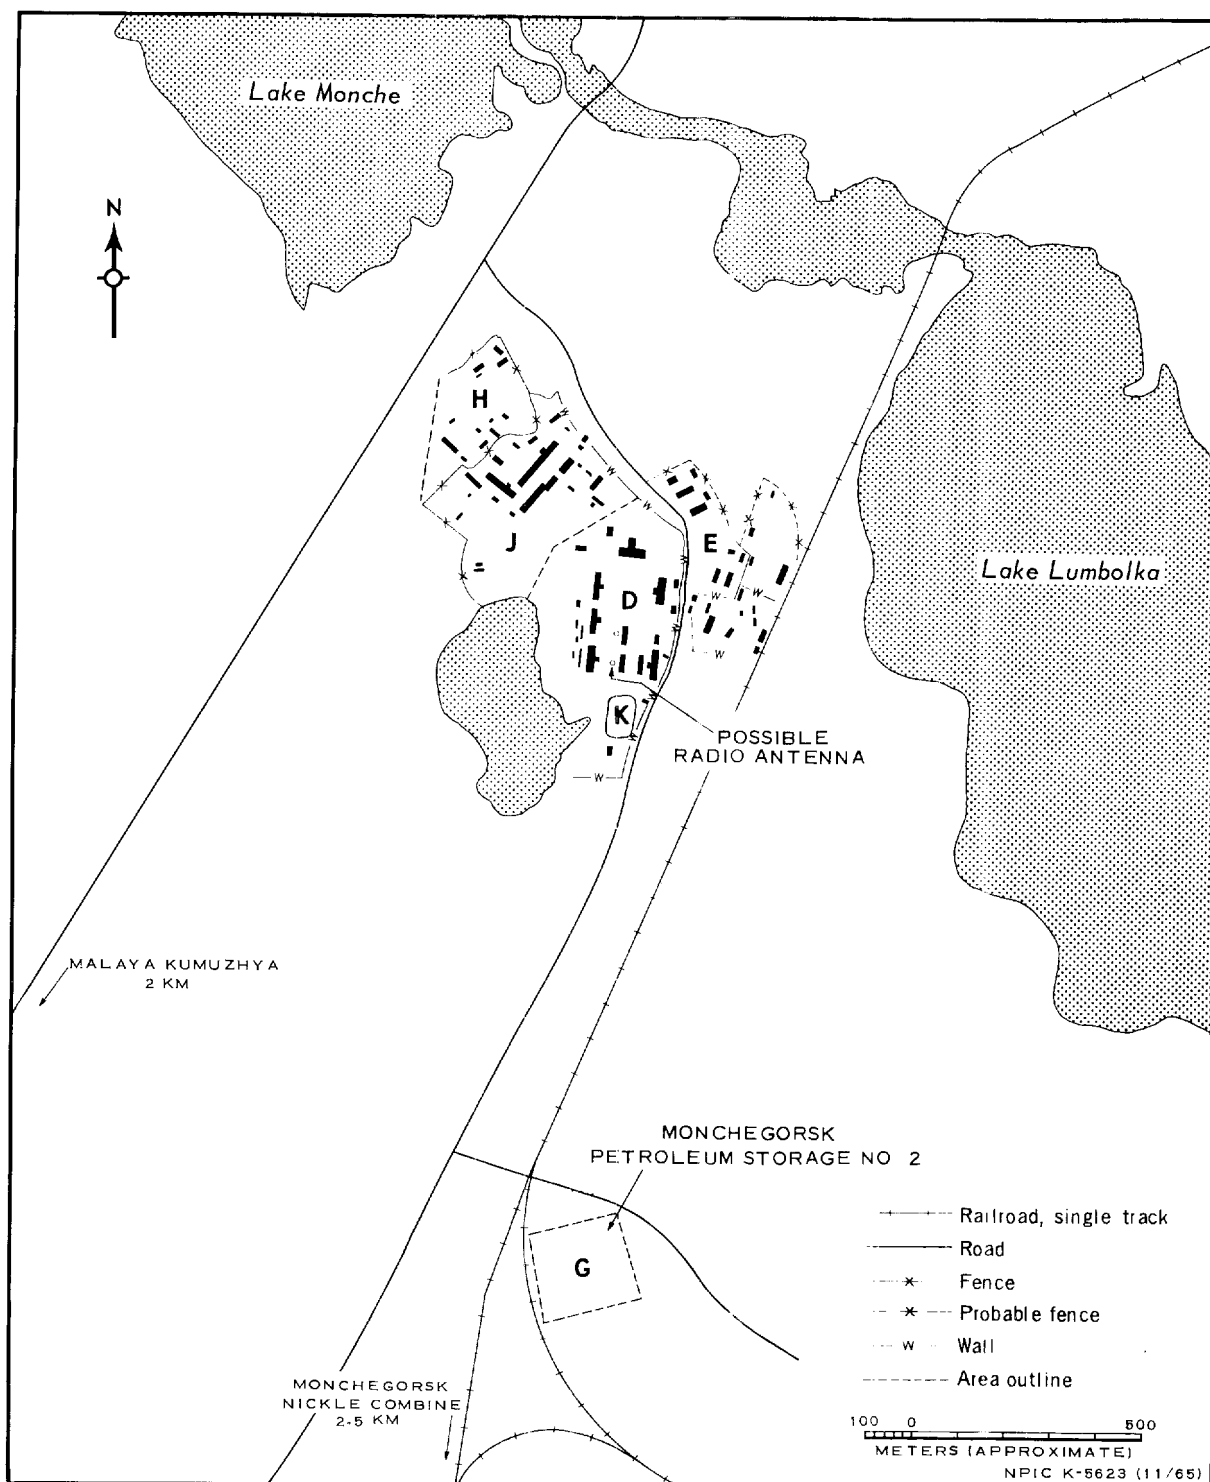 Lake Monche
N
H
J
E
D
Lake Lumbolka
K
POSSIBLE
RADIO ANTENNA
W
W
W
W
W
W
W
W
W
W
W
MALAYA KUMUZHYA
2 KM
MONCHEGORSK
PETROLEUM STORAGE NO 2
G
MONCHEGORSK
NICKLE COMBINE
2-5 KM
Railroad, single track
Road
Fence
Probable fence
W Wall
Area outline
100 0 500
METERS (APPROXIMATE)
NPIC K-5623 (11/65)